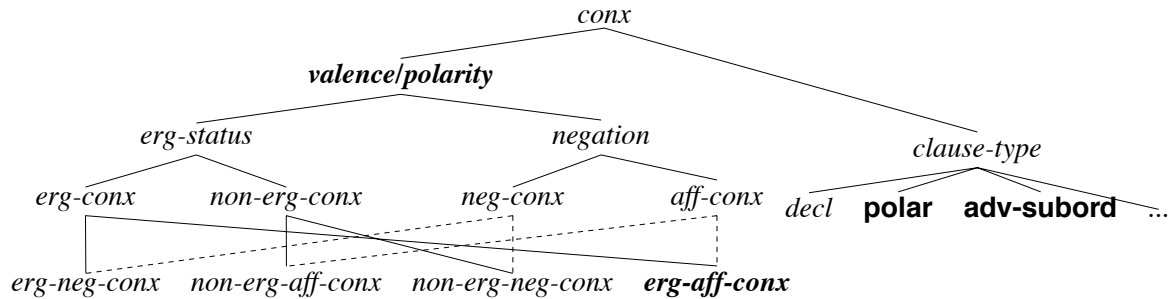 conx
valence/polarity
erg-status negation clause-type
erg-conx non-erg-conx neg-conx aff-conx decl polar adv-subord ...
erg-neg-conx non-erg-aff-conx non-erg-neg-conx erg-aff-conx